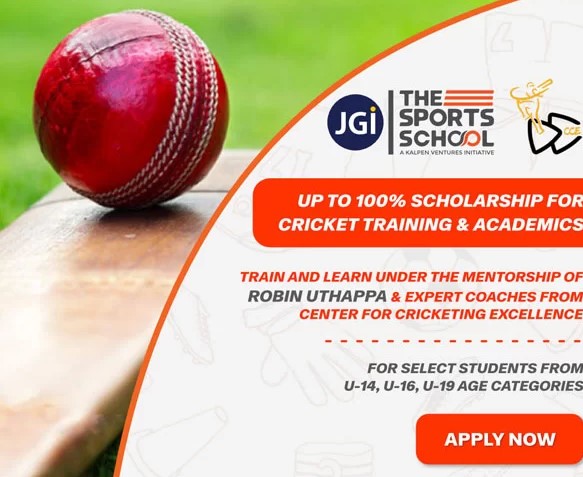 JGi
THE
SPORTS
SCHOOL
A KALPEN VENTURES INITIATIVE
CCE
UP TO 100% SCHOLARSHIP FOR
CRICKET TRAINING & ACADEMICS
TRAIN AND LEARN UNDER THE MENTORSHIP OF
ROBIN UTHAPPA & EXPERT COACHES FROM
CENTER FOR CRICKETING EXCELLENCE
FOR SELECT STUDENTS FROM
U-14, U-16, U-19 AGE CATEGORIES
APPLY NOW